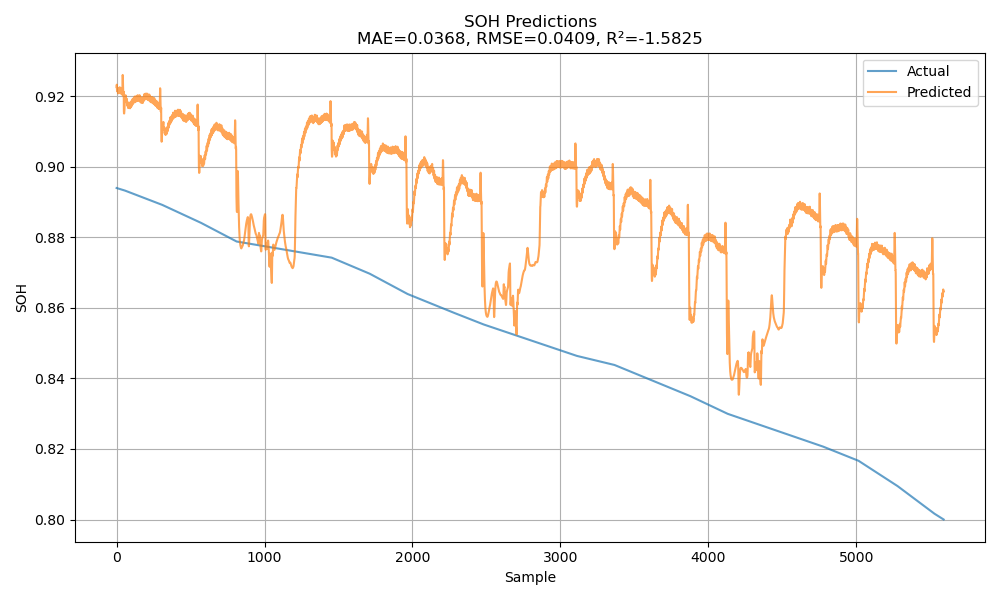 SOH Predictions
MAE=0.0368, RMSE=0.0409, R²=-1.5825
Actual
Predicted
0.92
0.90
0.88
0.86
0.84
0.82
0.80
SOH
0 1000 2000 3000 4000 5000
Sample